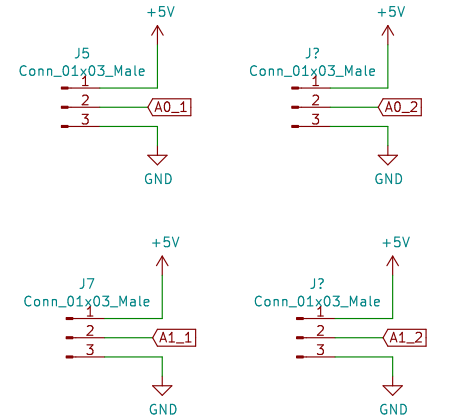 +5V
+5V
J5
J?
Conn_01x03_Male
Conn_01x03_Male
1
1
2
A0_1
2
A0_2
3
3
GND
GND
+5V
+5V
J7
J?
Conn_01x03_Male
Conn_01x03_Male
1
1
2
A1_1
2
A1_2
3
3
GND
GND